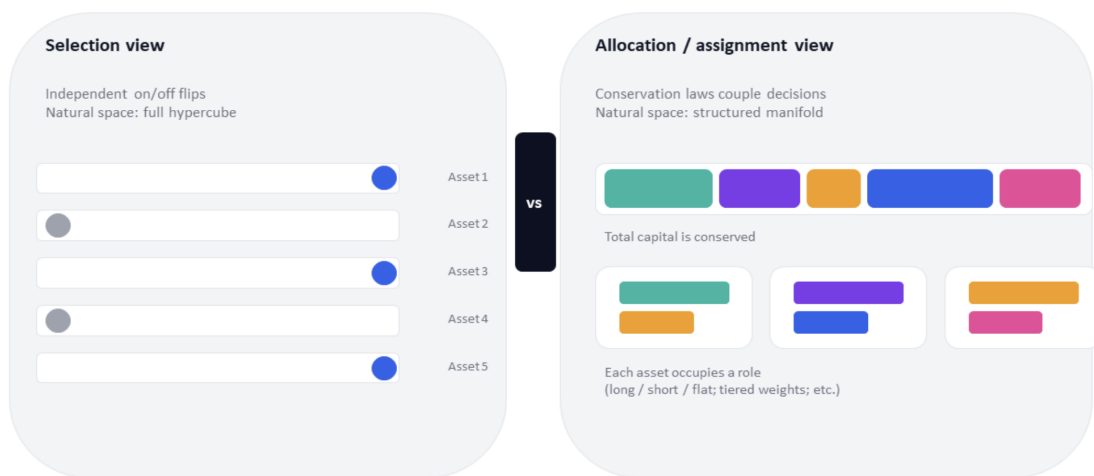 Selection view
Independent on/off flips
Natural space: full hypercube
Asset 1
Asset 2
Asset 3
Asset 4
Asset 5
vs
Allocation / assignment view
Conservation laws couple decisions
Natural space: structured manifold
Total capital is conserved
Each asset occupies a role
(long / short / flat; tiered weights; etc.)